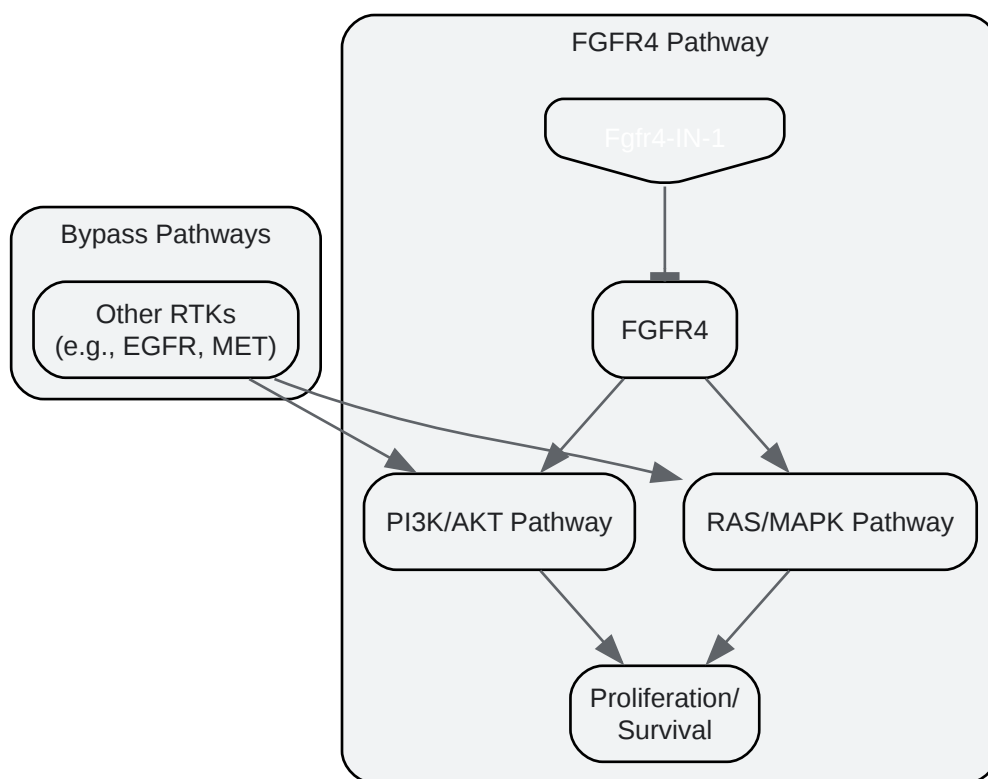 FGFR4 Pathway
Fgfr4-IN-1
Bypass Pathways
Other RTKs
(e.g., EGFR, MET)
FGFR4
PI3K/AKT Pathway
RAS/MAPK Pathway
Proliferation/
Survival